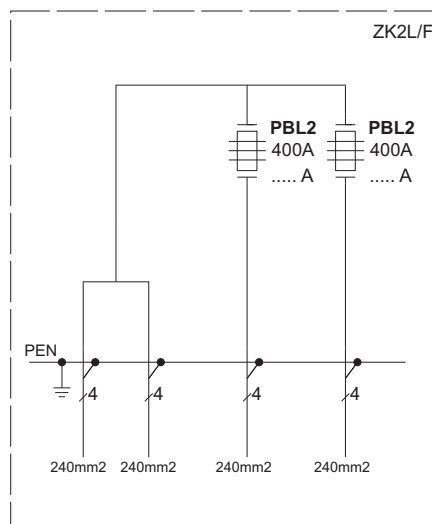 ZK2L/F
PBL2 PBL2
400A 400A
..... A ..... A
PEN
4 4 4 4
240mm2 240mm2 240mm2 240mm2